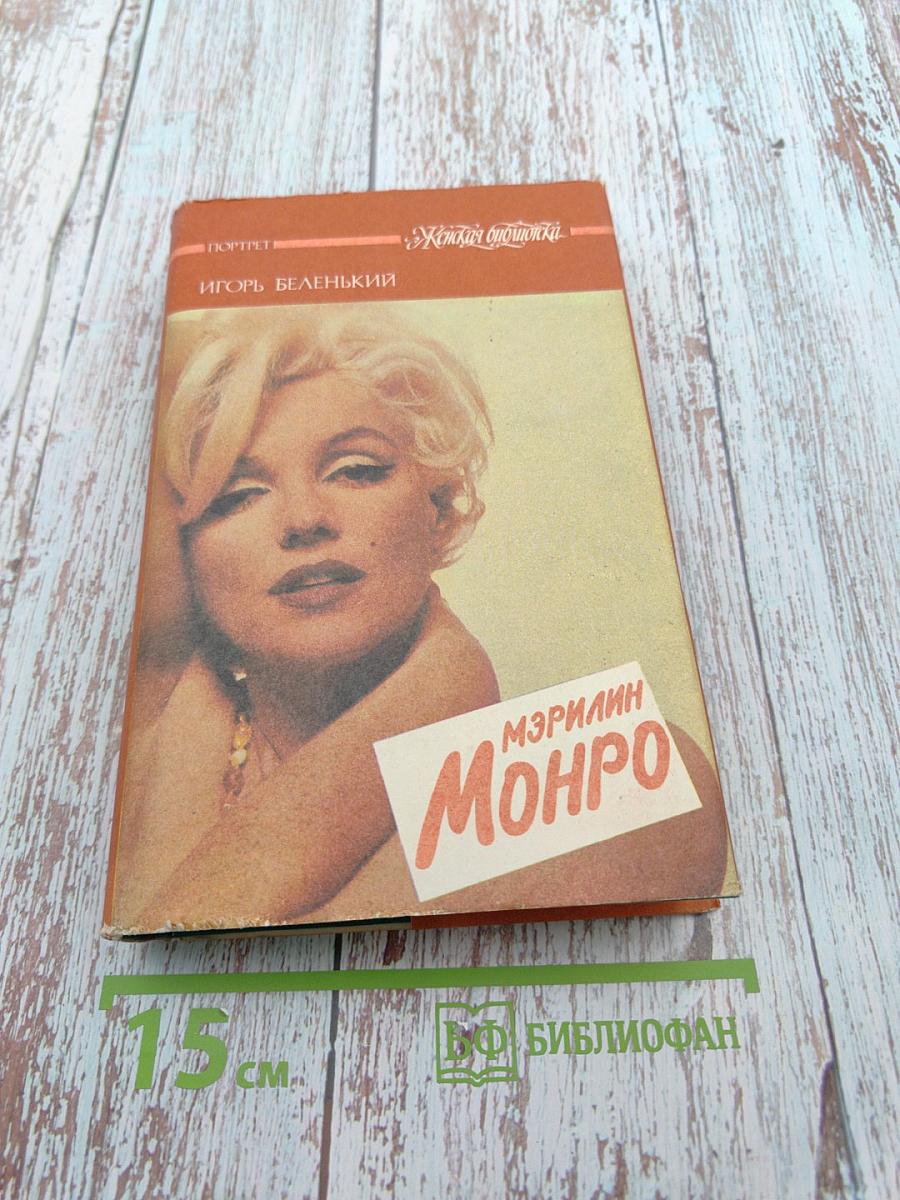 ПОРТРЕТ Женская библиотека
ИГОРЬ БЕЛЕНЬКИЙ
МЭРИЛИН
МОНРО
15 см
БФ БИБЛИОФАН